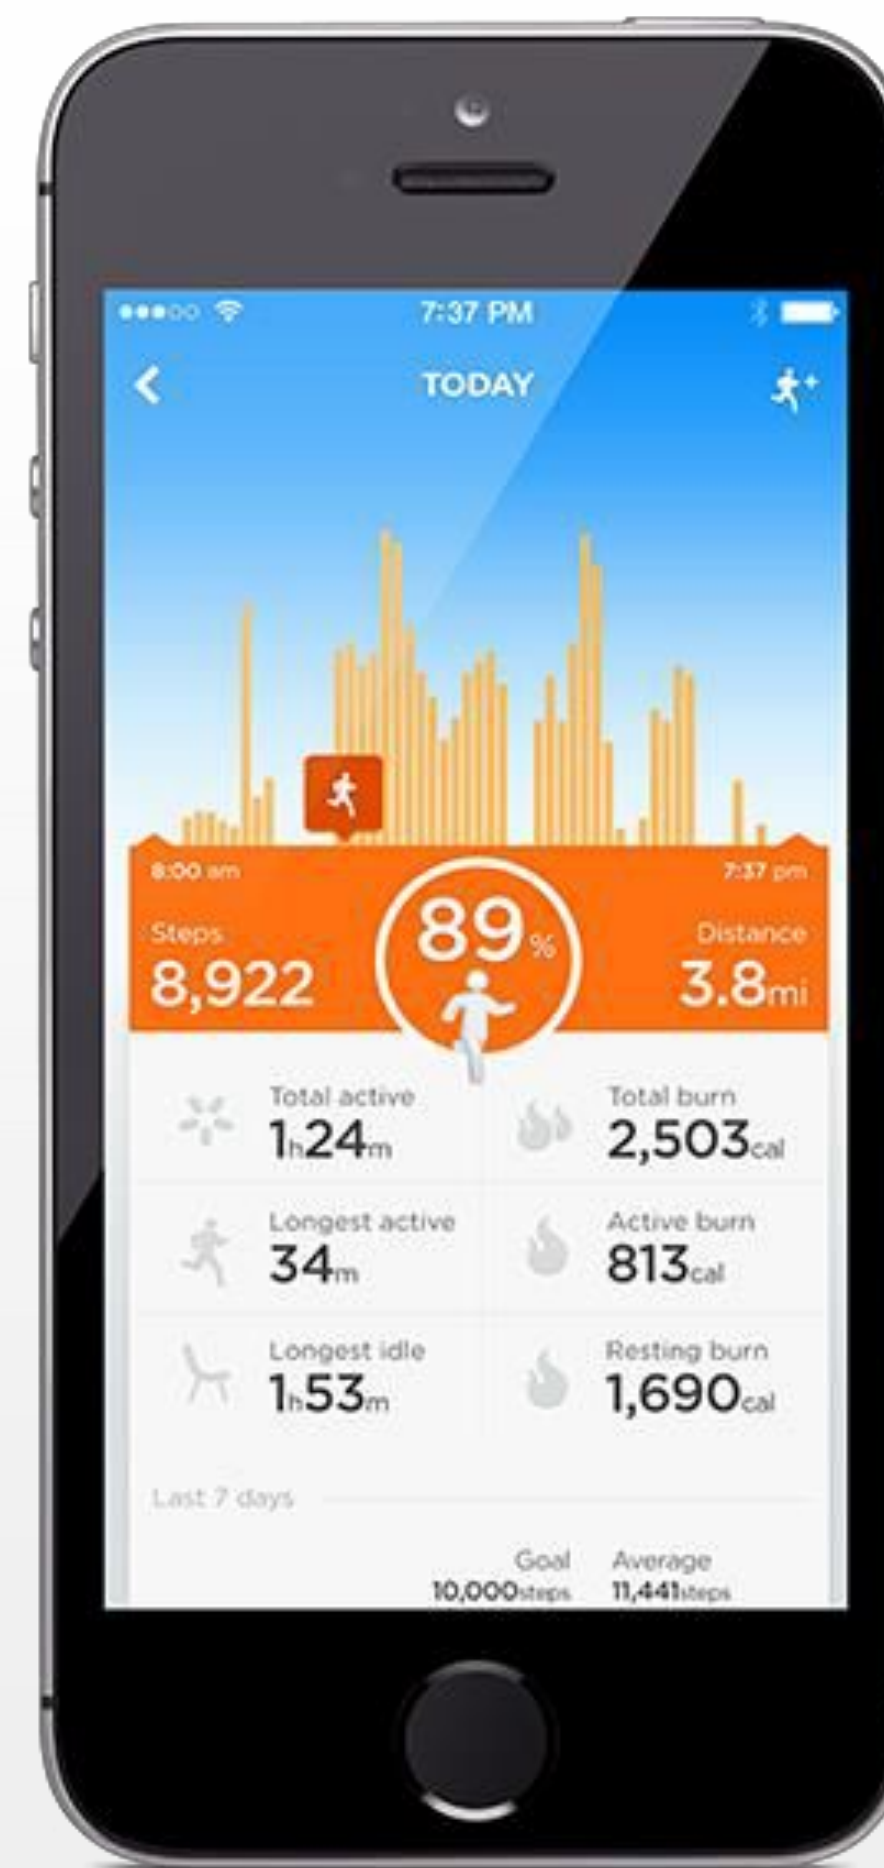 7:37 PM
TODAY
8:00 am
7:37 pm
89%
Steps
Distance
8,922
3.8mi
Total active
Total burn
1h24m
2,503cal
Longest active
Active burn
34m
813cal
Longest idle
Resting burn
1h53m
1,690cal
Last 7 days
Goal
Average
10,000steps
11,441steps